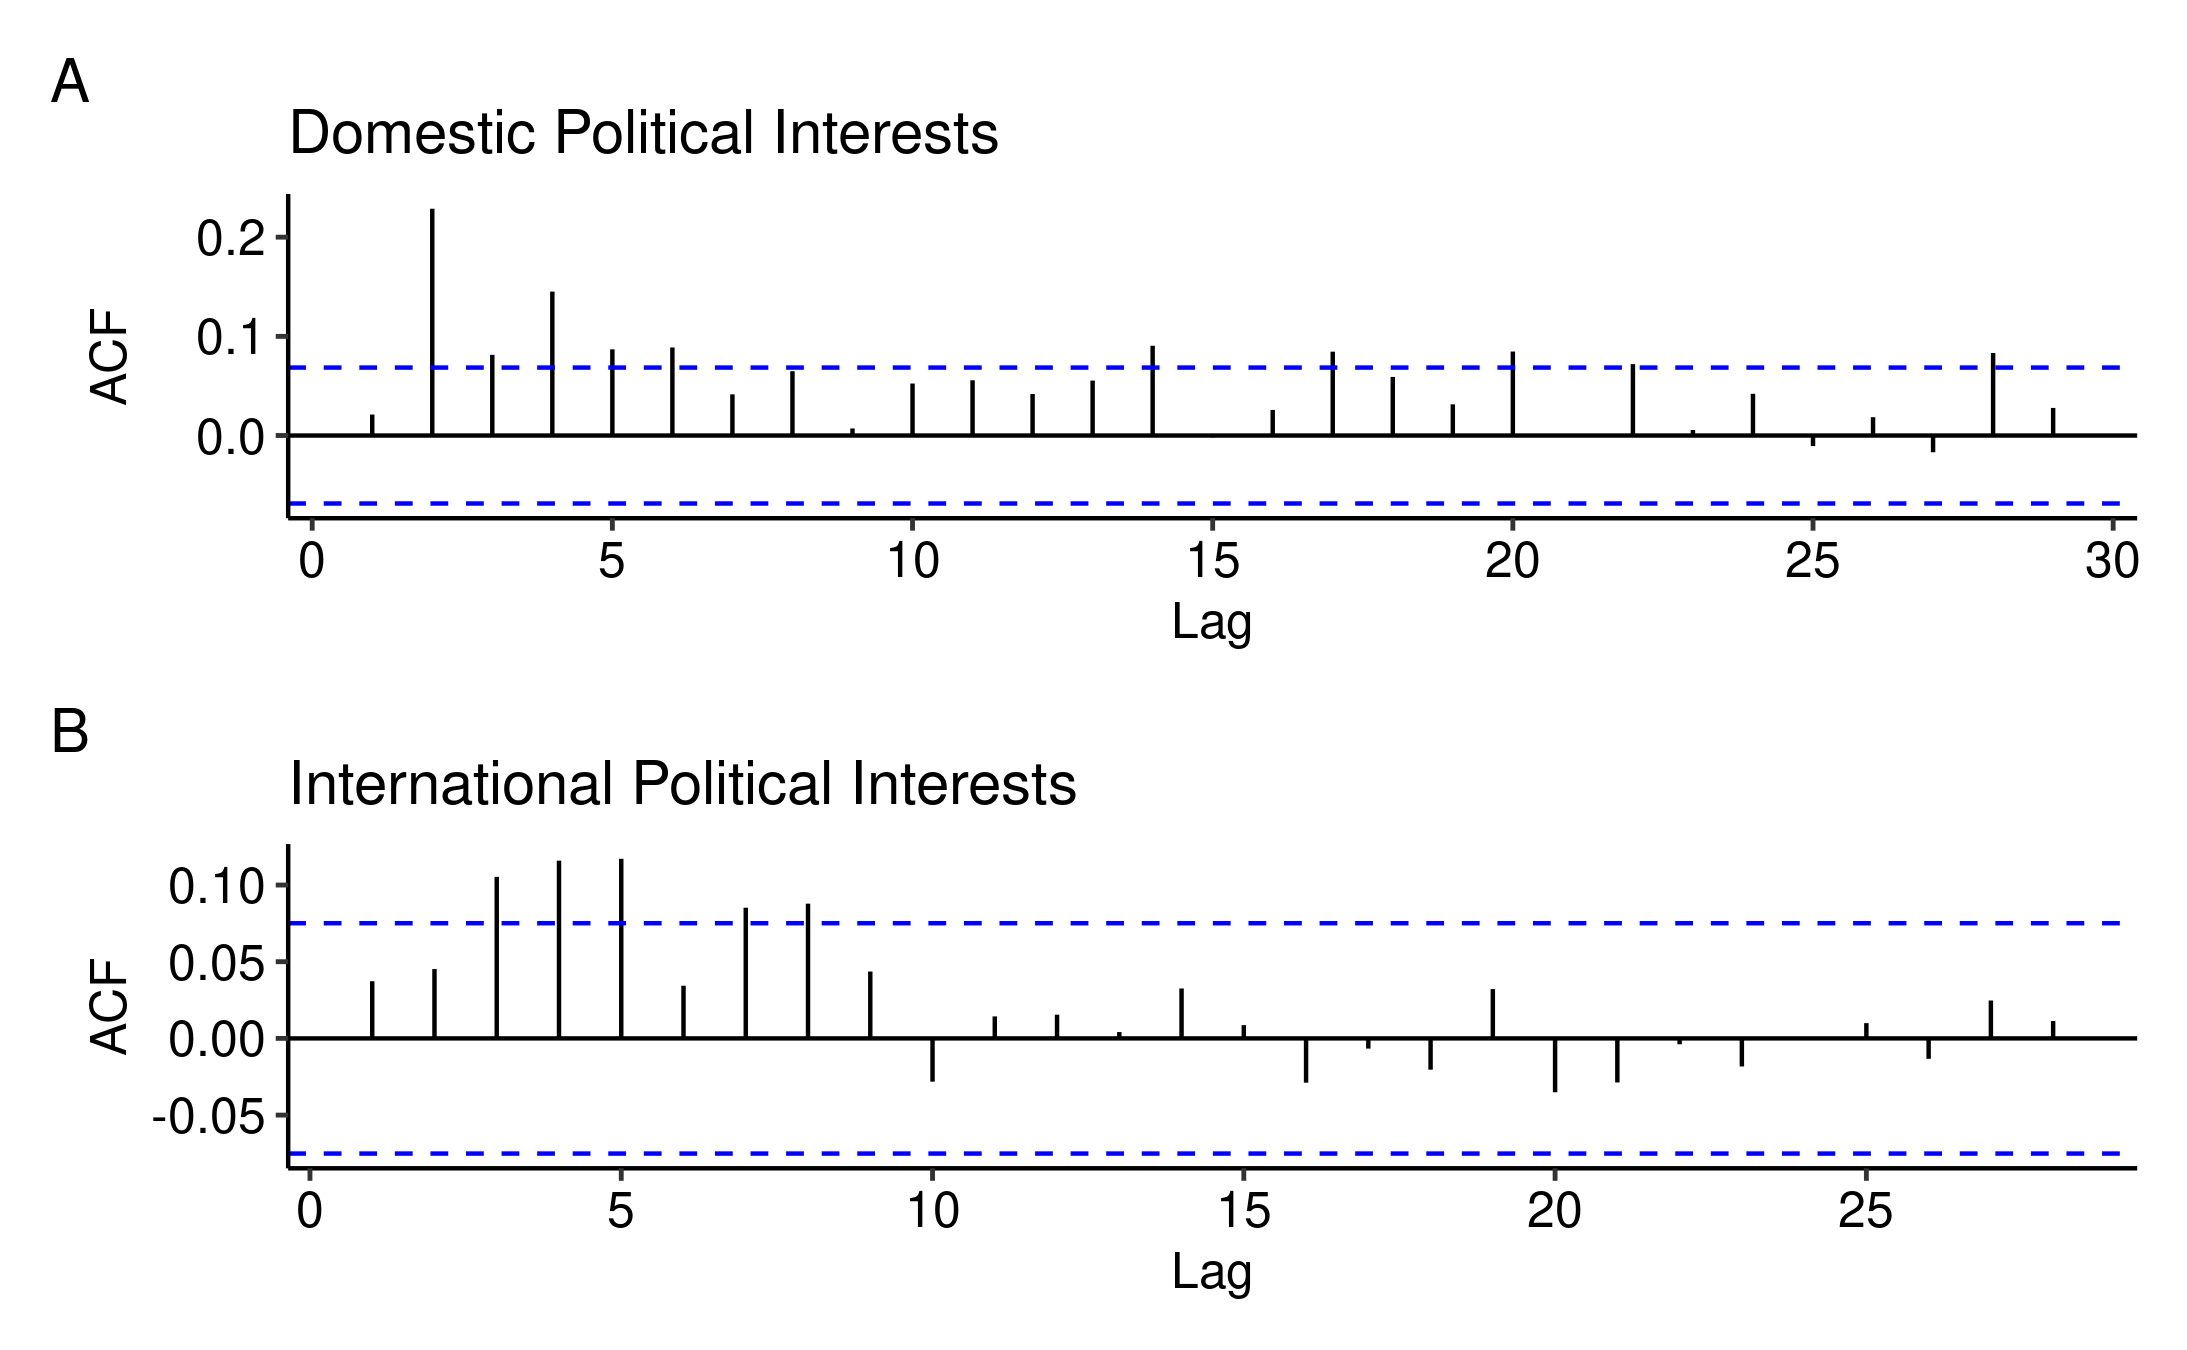 A
Domestic Political Interests
0.2
0.1
0.0
ACF
0 5 10 15 20 25 30
Lag
B
International Political Interests
0.10
0.05
0.00
-0.05
ACF
0 5 10 15 20 25
Lag